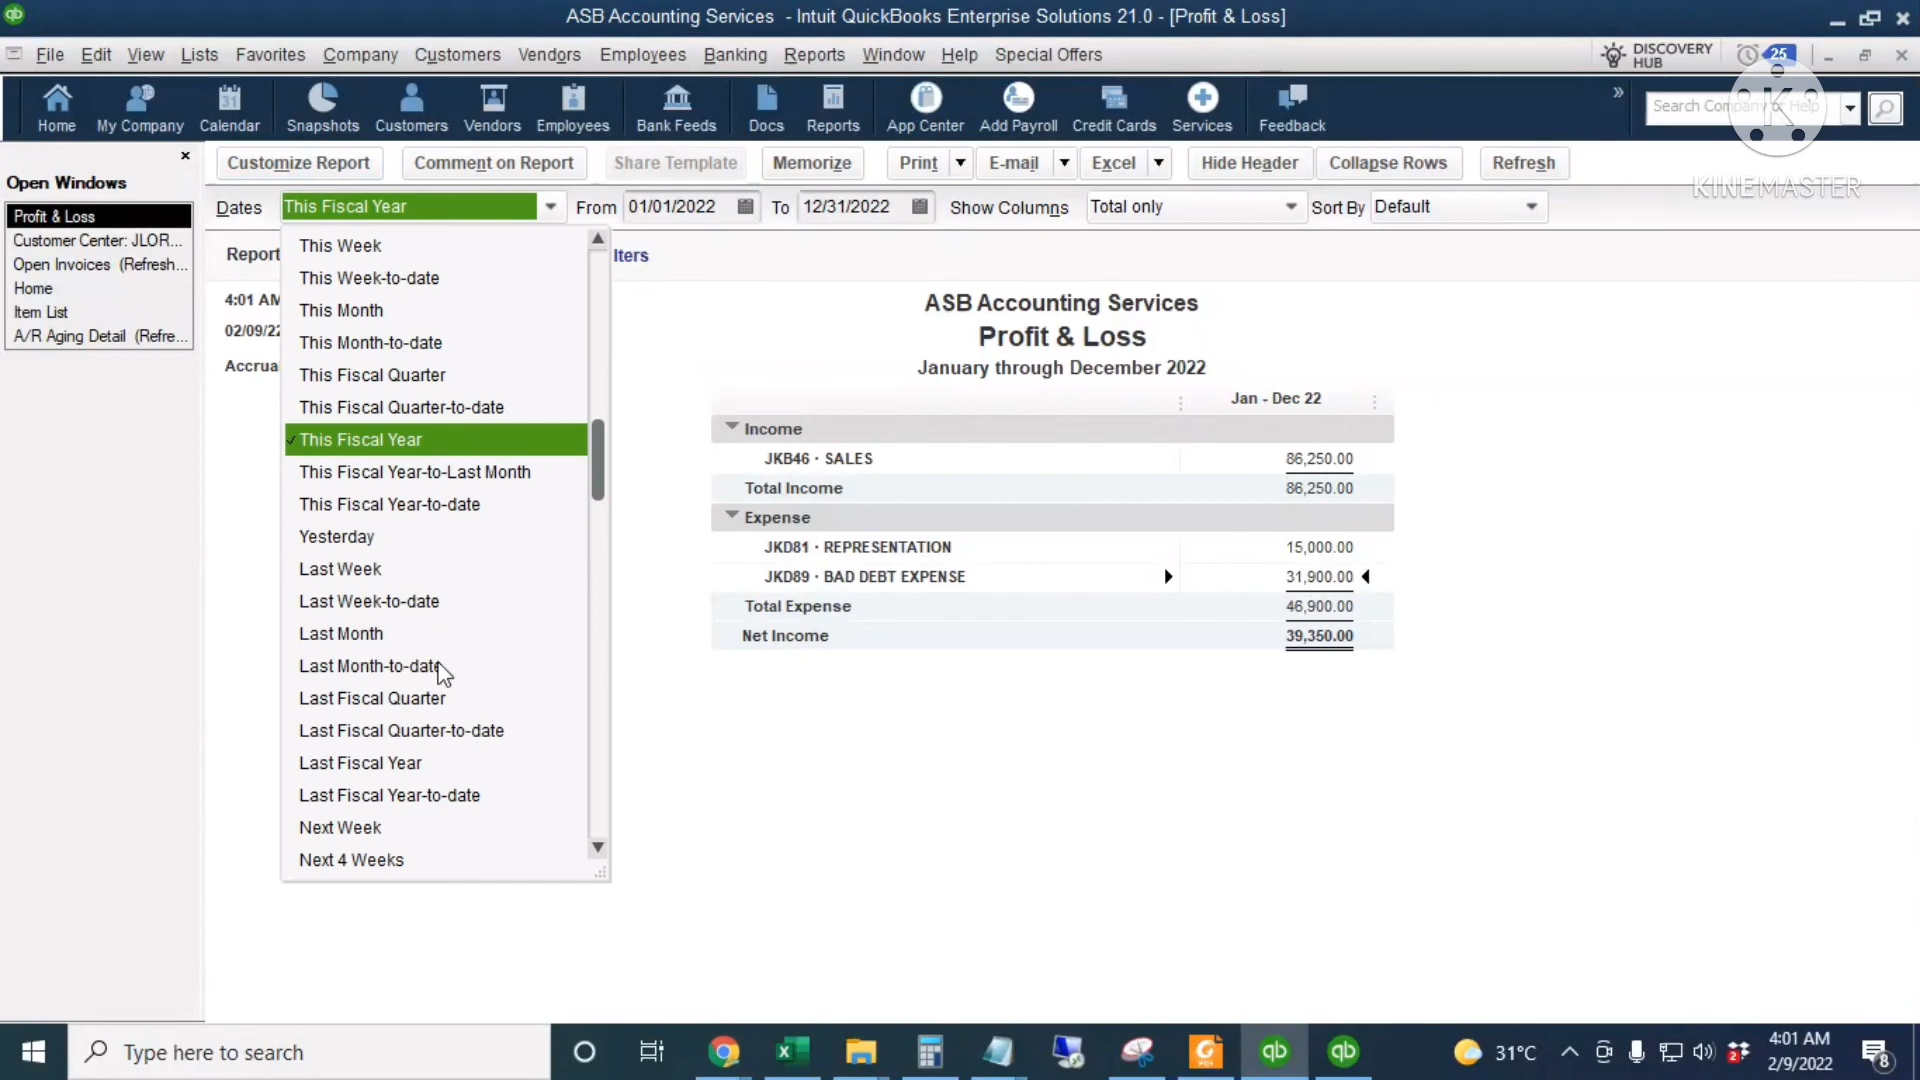 ASB Accounting Services - Intuit QuickBooks Enterprise Solutions 21.0 - [Profit & Loss]
File Edit View Lists Favorites Company Customers Vendors Employees Banking Reports Window Help Special Offers
DISCOVERY HUB 25
Home My Company Calendar Snapshots Customers Vendors Employees Bank Feeds Docs Reports App Center Add Payroll Credit Cards Services Feedback
Search Company or Help
KINEMASTER
Open Windows
Profit & Loss
Customer Center: JLOR...
Open Invoices (Refresh...
Home
Item List
A/R Aging Detail (Refre...
Customize Report Comment on Report Share Template Memorize Print E-mail Excel Hide Header Collapse Rows Refresh
Dates This Fiscal Year From 01/01/2022 To 12/31/2022 Show Columns Total only Sort By Default
Report
lters
4:01 AM
02/09/22
Accrua
This Week
This Week-to-date
This Month
This Month-to-date
This Fiscal Quarter
This Fiscal Quarter-to-date
✓ This Fiscal Year
This Fiscal Year-to-Last Month
This Fiscal Year-to-date
Yesterday
Last Week
Last Week-to-date
Last Month
Last Month-to-date
Last Fiscal Quarter
Last Fiscal Quarter-to-date
Last Fiscal Year
Last Fiscal Year-to-date
Next Week
Next 4 Weeks
ASB Accounting Services
Profit & Loss
January through December 2022
Jan - Dec 22
Income
JKB46 · SALES 86,250.00
Total Income 86,250.00
Expense
JKD81 · REPRESENTATION 15,000.00
JKD89 · BAD DEBT EXPENSE 31,900.00
Total Expense 46,900.00
Net Income 39,350.00
Type here to search
31°C
4:01 AM
2/9/2022
8